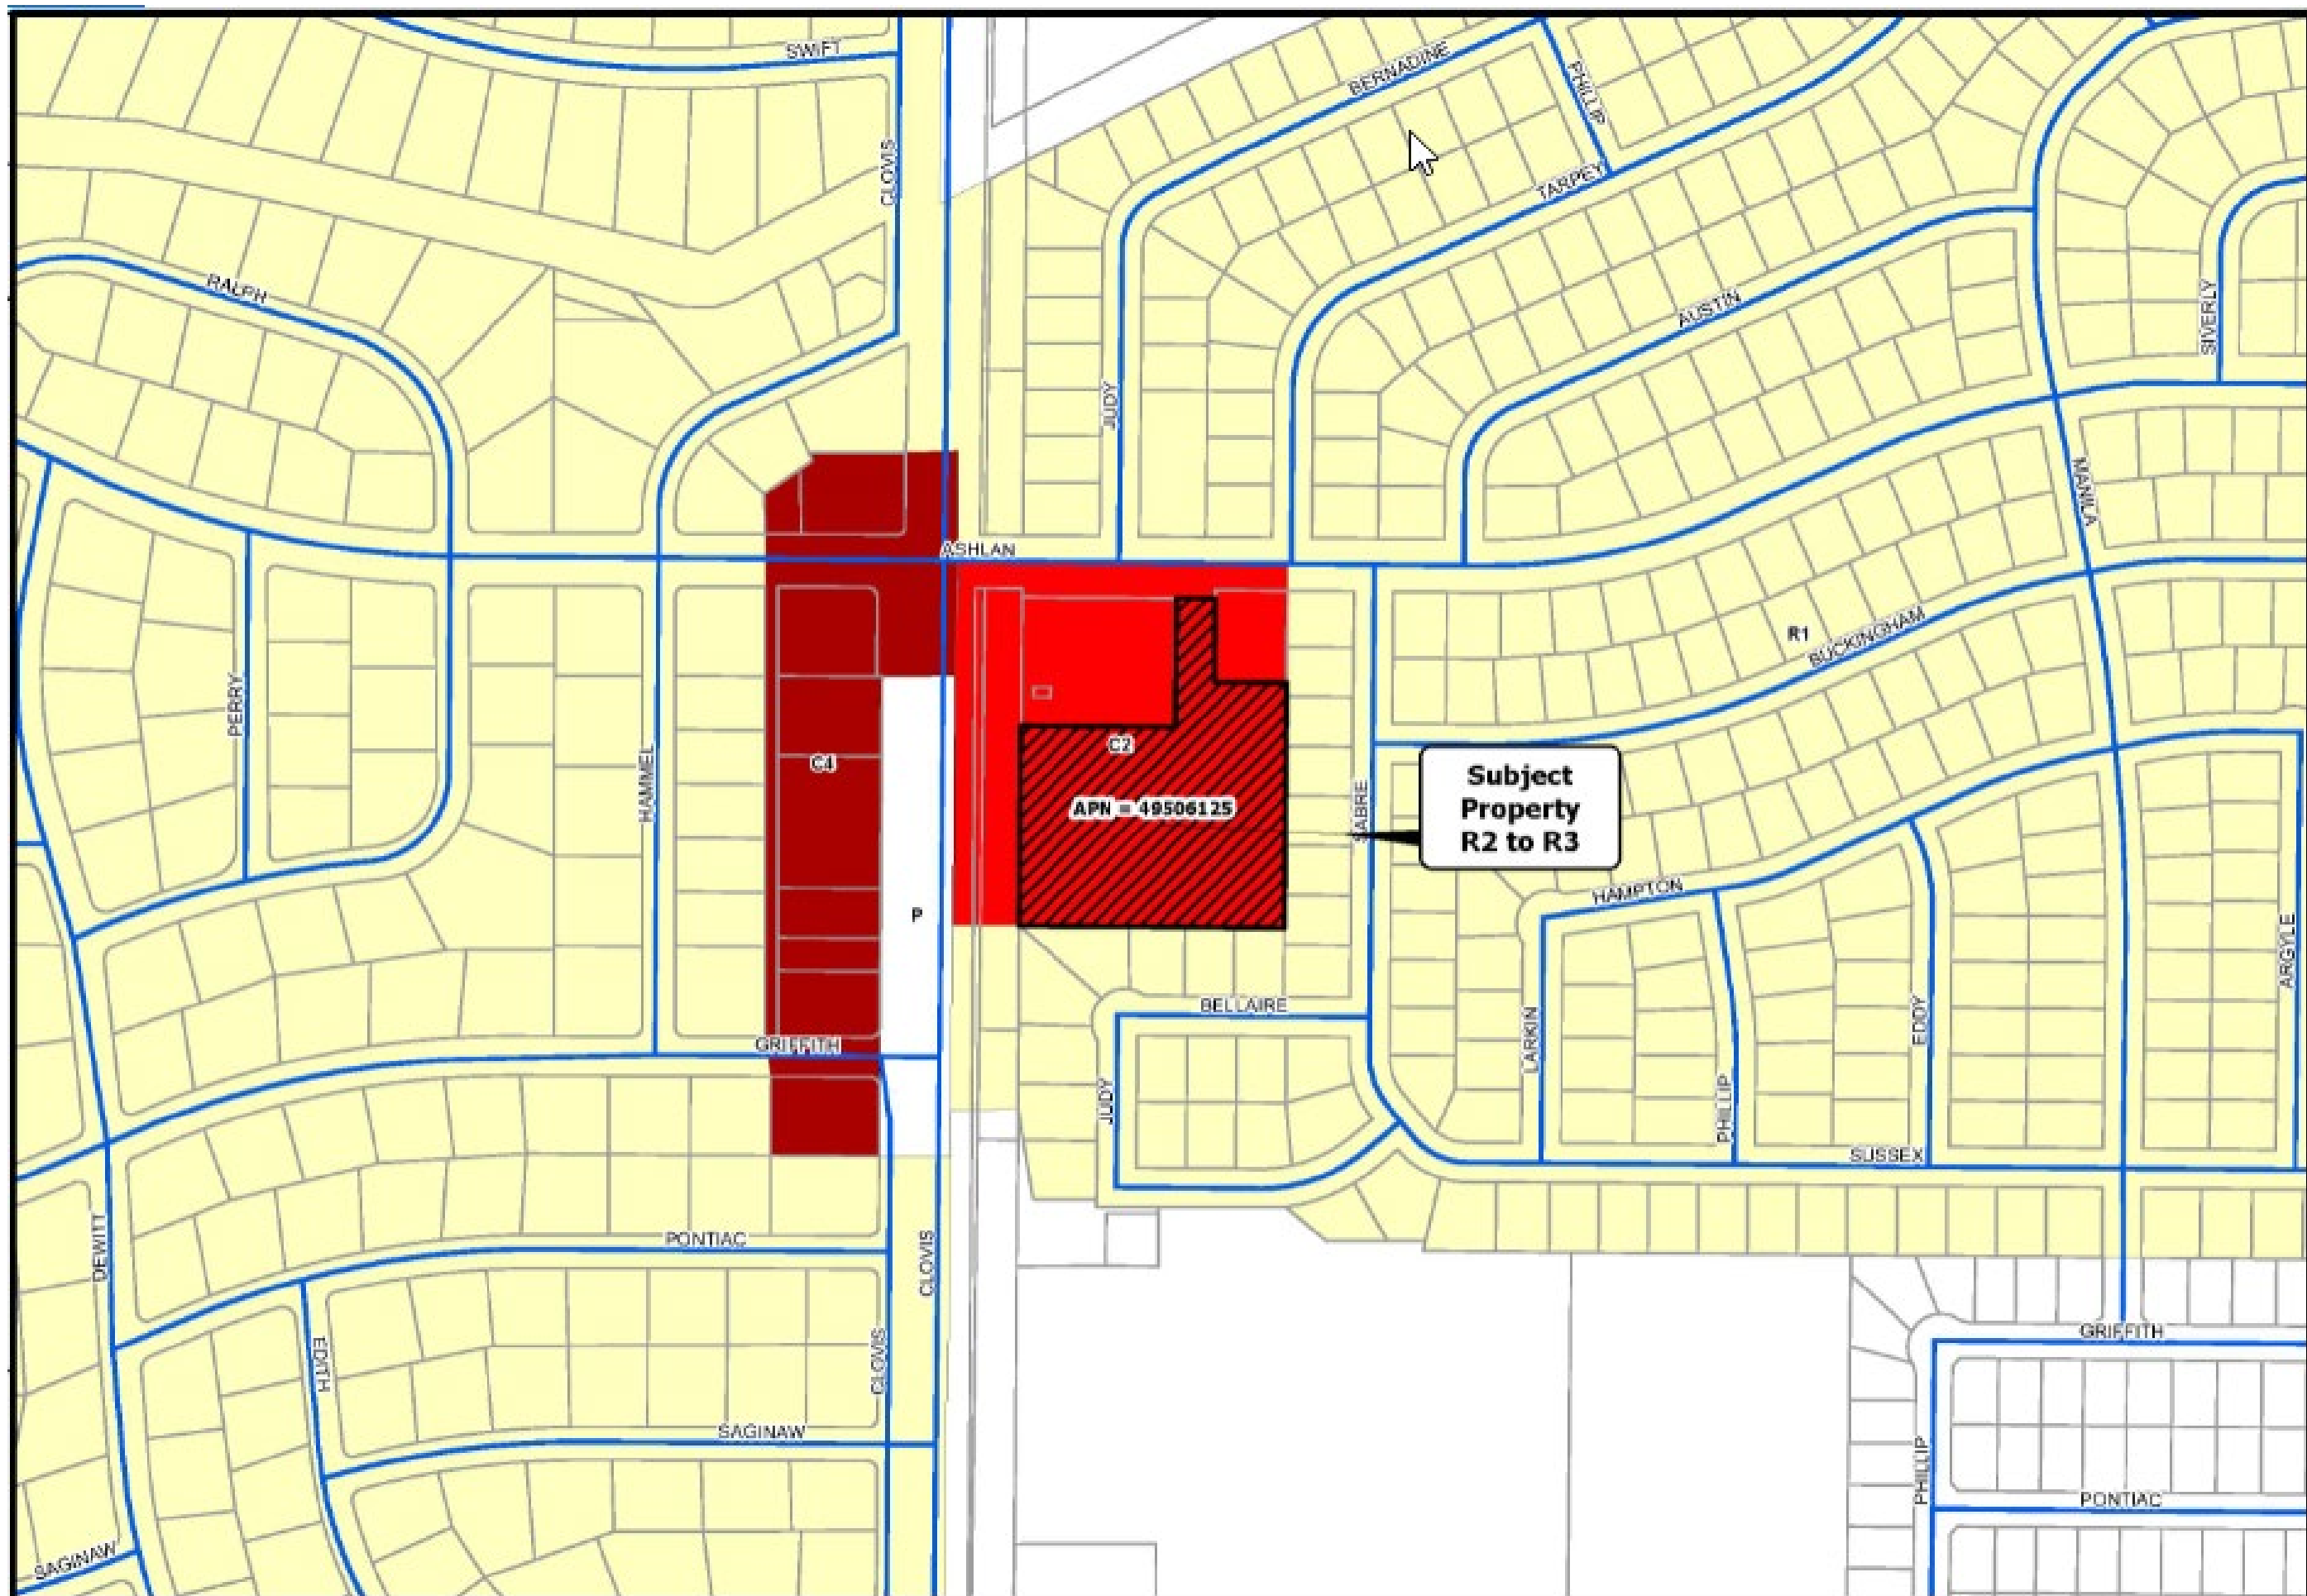 SWIFT
BERNADINE
PHILLIP
CLOVIS
TARPEY
RALPH
AUSTIN
SIVERLY
JUDY
MANILA
ASHLAN
R1
BUCKINGHAM
PERRY
HAMMEL
C4
C2
APN = 49506125
SABRE
Subject
Property
R2 to R3
HAMPTON
P
ARGYLE
BELLAIRE
LARKIN
EDDY
GRIFFITH
JUDY
PHILLIP
SUSSEX
DEWITT
PONTIAC
CLOVIS
EDITH
CLOVIS
GRIFFITH
SAGINAW
PHILLIP
PONTIAC
SAGINAW